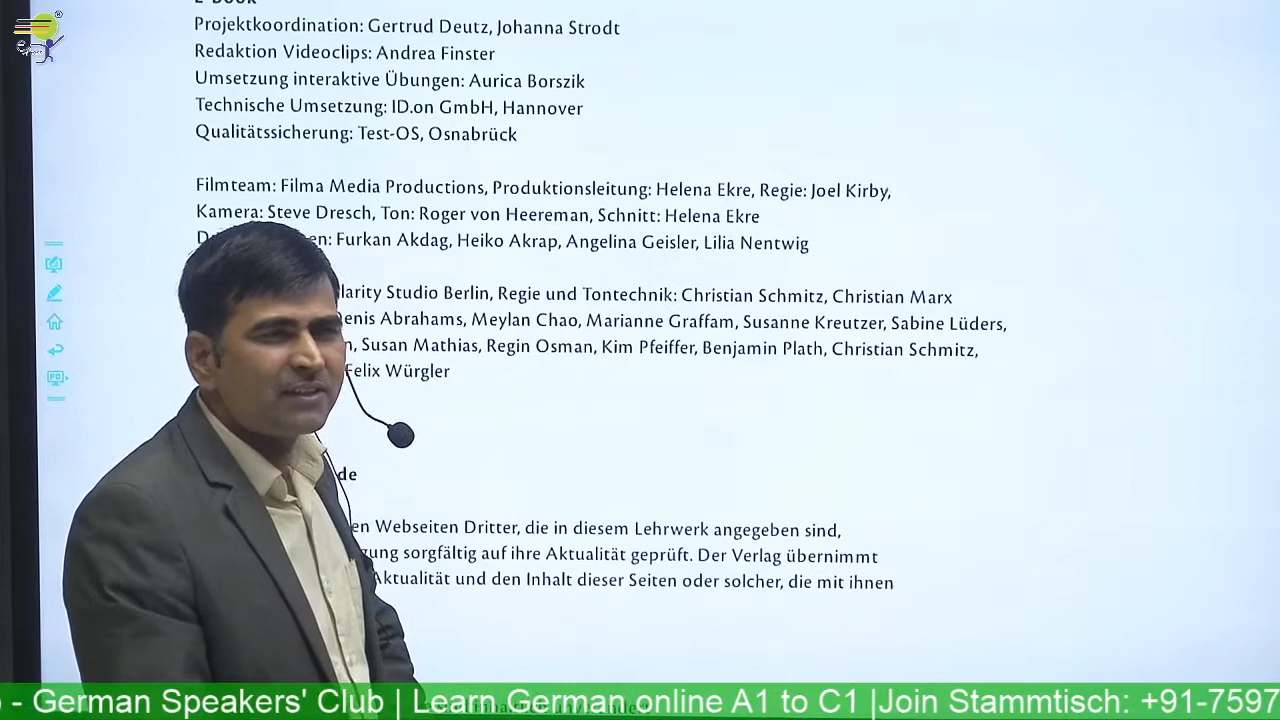 E-BOOK
Projektkoordination: Gertrud Deutz, Johanna Strodt
Redaktion Videoclips: Andrea Finster
Umsetzung interaktive Übungen: Aurica Borszik
Technische Umsetzung: ID.on GmbH, Hannover
Qualitätssicherung: Test-OS, Osnabrück
Filmteam: Filma Media Productions, Produktionsleitung: Helena Ekre, Regie: Joel Kirby,
Kamera: Steve Dresch, Ton: Roger von Heereman, Schnitt: Helena Ekre
Furkan Akdag, Heiko Akrap, Angelina Geisler, Lilia Nentwig
larity Studio Berlin, Regie und Tontechnik: Christian Schmitz, Christian Marx
enis Abrahams, Meylan Chao, Marianne Graffam, Susanne Kreutzer, Sabine Lüders,
n, Susan Mathias, Regin Osman, Kim Pfeiffer, Benjamin Plath, Christian Schmitz,
Felix Würgler
de
en Webseiten Dritter, die in diesem Lehrwerk angegeben sind,
gung sorgfältig auf ihre Aktualität geprüft. Der Verlag übernimmt
Aktualität und den Inhalt dieser Seiten oder solcher, die mit ihnen
- German Speakers' Club | Learn German online A1 to C1 |Join Stammtisch: +91-7597